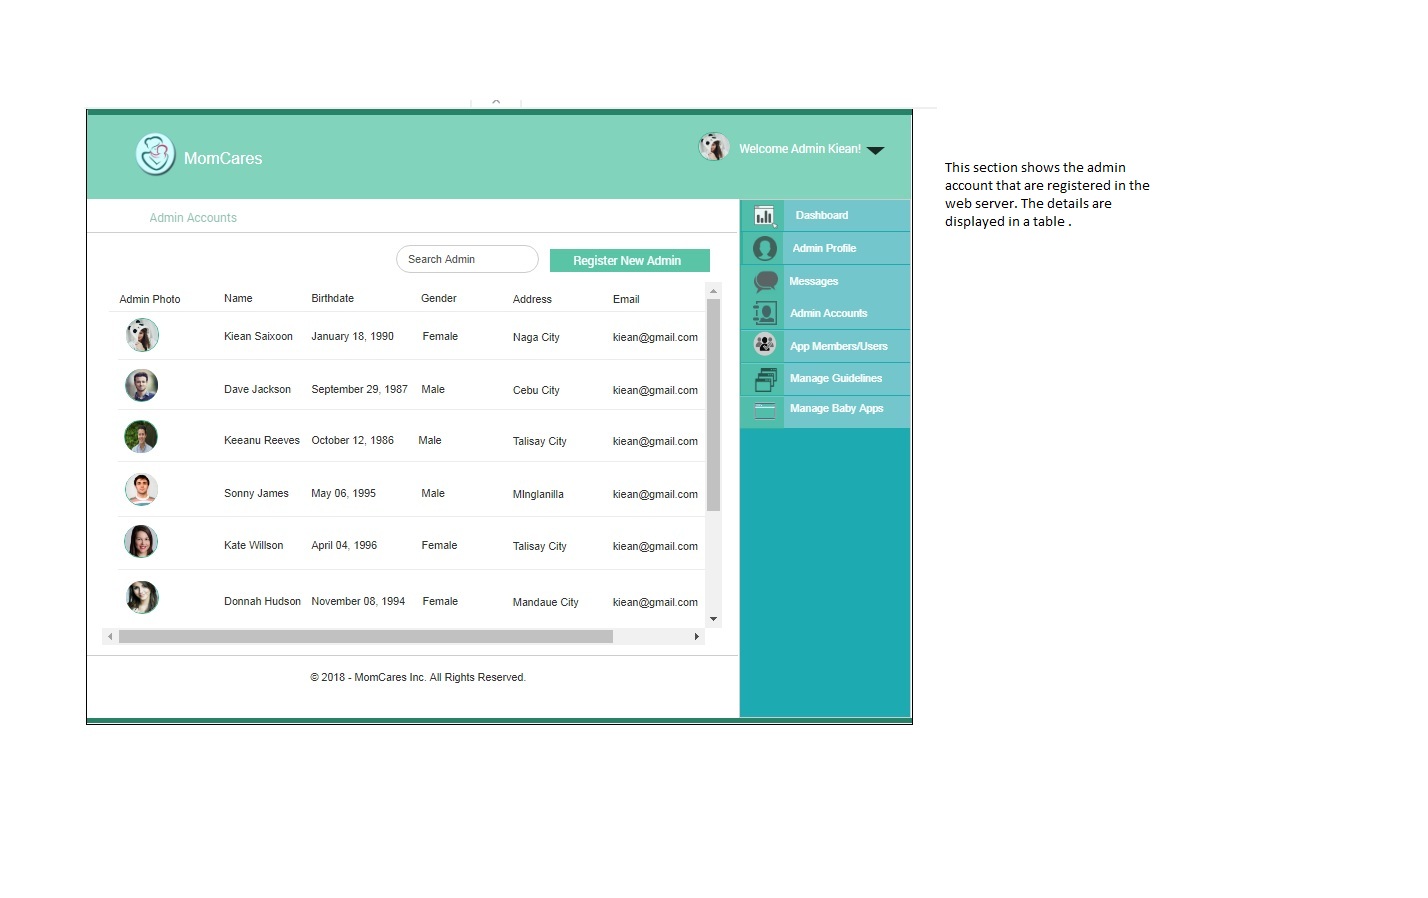 MomCares
Welcome Admin Kiean!
This section shows the admin
account that are registered in the
web server. The details are
displayed in a table .
Admin Accounts
Search Admin
Register New Admin
Admin Photo Name Birthdate Gender Address Email
Kiean Saixoon January 18, 1990 Female Naga City kiean@gmail.com
Dave Jackson September 29, 1987 Male Cebu City kiean@gmail.com
Keeanu Reeves October 12, 1986 Male Talisay City kiean@gmail.com
Sonny James May 06, 1995 Male MInglanilla kiean@gmail.com
Kate Willson April 04, 1996 Female Talisay City kiean@gmail.com
Donnah Hudson November 08, 1994 Female Mandaue City kiean@gmail.com
Dashboard
Admin Profile
Messages
Admin Accounts
App Members/Users
Manage Guidelines
Manage Baby Apps
© 2018 - MomCares Inc. All Rights Reserved.